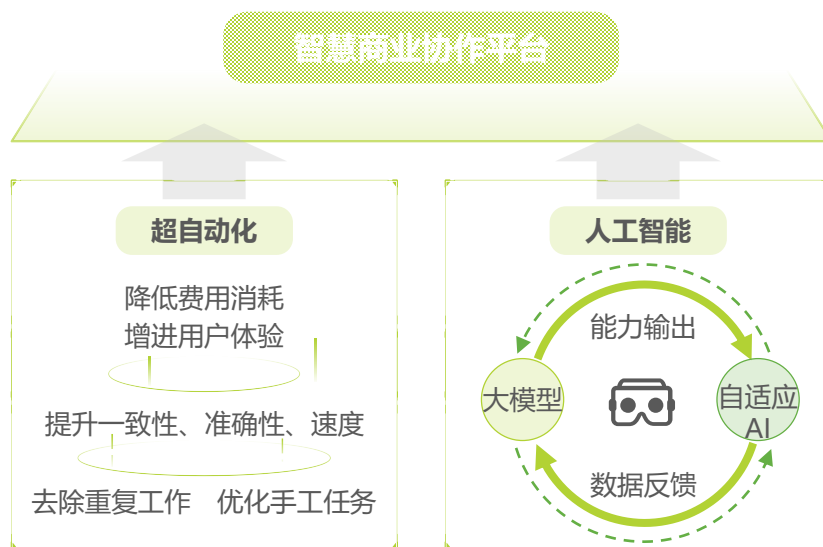 智慧商业协作平台
超自动化
降低费用消耗
增进用户体验
提升一致性、准确性、速度
去除重复工作 优化手工任务
人工智能
能力输出
大模型
自适应
AI
数据反馈